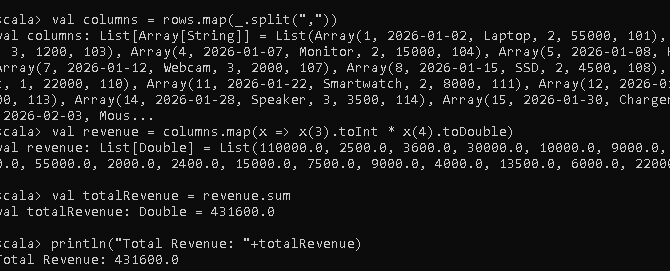 scala> val columns = rows.map(_.split(","))
val columns: List[Array[String]] = List(Array(1, 2026-01-02, Laptop, 2, 55000, 101),
3, 1200, 103), Array(4, 2026-01-07, Monitor, 2, 15000, 104), Array(5, 2026-01-08,
Array(7, 2026-01-12, Webcam, 3, 2000, 107), Array(8, 2026-01-15, SSD, 2, 4500, 108),
, 1, 22000, 110), Array(11, 2026-01-22, Smartwatch, 2, 8000, 111), Array(12, 2026-01
00, 113), Array(14, 2026-01-28, Speaker, 3, 3500, 114), Array(15, 2026-01-30, Charger
2026-02-03, Mous...
scala> val revenue = columns.map(x => x(3).toInt * x(4).toDouble)
val revenue: List[Double] = List(110000.0, 2500.0, 3600.0, 30000.0, 10000.0, 9000.0,
0.0, 55000.0, 2000.0, 2400.0, 15000.0, 7500.0, 9000.0, 4000.0, 13500.0, 6000.0, 22000
scala> val totalRevenue = revenue.sum
val totalRevenue: Double = 431600.0
scala> println("Total Revenue: "+totalRevenue)
Total Revenue: 431600.0